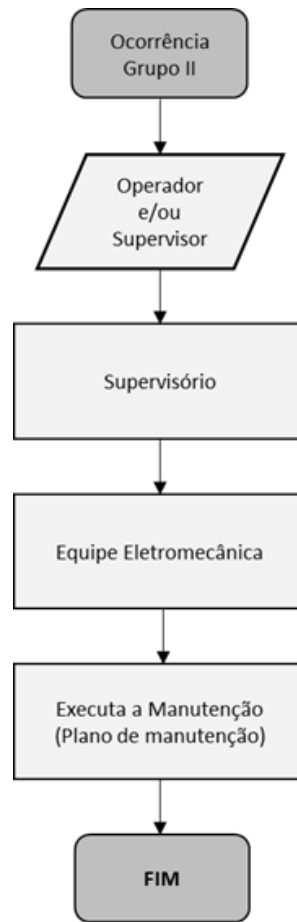 Ocorrência
Grupo II
Operador
e/ou
Supervisor
Supervisório
Equipe Eletromecânica
Executa a Manutenção
(Plano de manutenção)
FIM